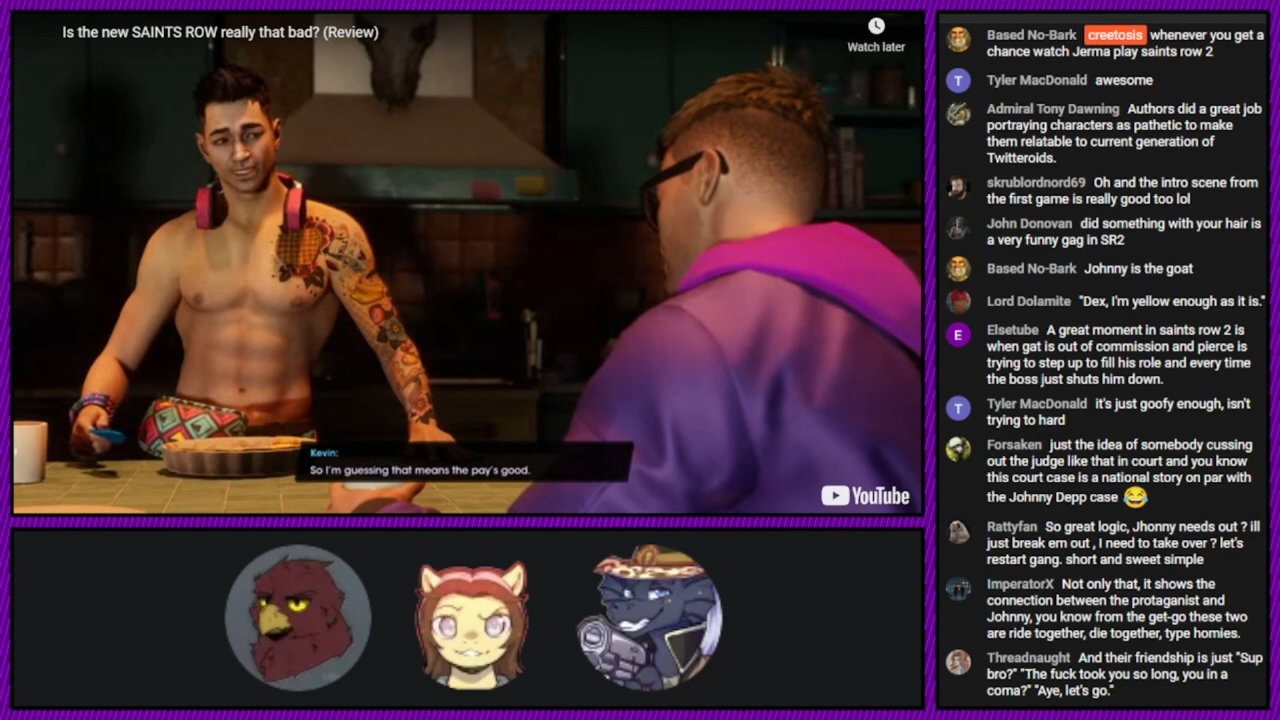 Is the new SAINTS ROW really that bad? (Review)
Watch later
Kevin:
So I'm guessing that means the pay's good.
YouTube
Based No-Bark creetosis whenever you get a
chance watch Jerma play saints row 2
T
Tyler MacDonald awesome
Admiral Tony Dawning Authors did a great job
portraying characters as pathetic to make
them relatable to current generation of
Twitteroids.
skrublordnord69 Oh and the intro scene from
the first game is really good too lol
John Donovan did something with your hair is
a very funny gag in SR2
Based No-Bark Johnny is the goat
Lord Dolamite "Dex, I'm yellow enough as it is."
E
Elsetube A great moment in saints row 2 is
when gat is out of commission and pierce is
trying to step up to fill his role and every time
the boss just shuts him down.
T
Tyler MacDonald it's just goofy enough, isn't
trying to hard
Forsaken just the idea of somebody cussing
out the judge like that in court and you know
this court case is a national story on par with
the Johnny Depp case 😂
Rattyfan So great logic, Jhonny needs out ? ill
just break em out , I need to take over ? let's
restart gang. short and sweet simple
ImperatorX Not only that, it shows the
connection between the protaganist and
Johnny, you know from the get-go these two
are ride together, die together, type homies.
Threadnaught And their friendship is just "Sup
bro?" "The fuck took you so long, you in a
coma?" "Aye, let's go."